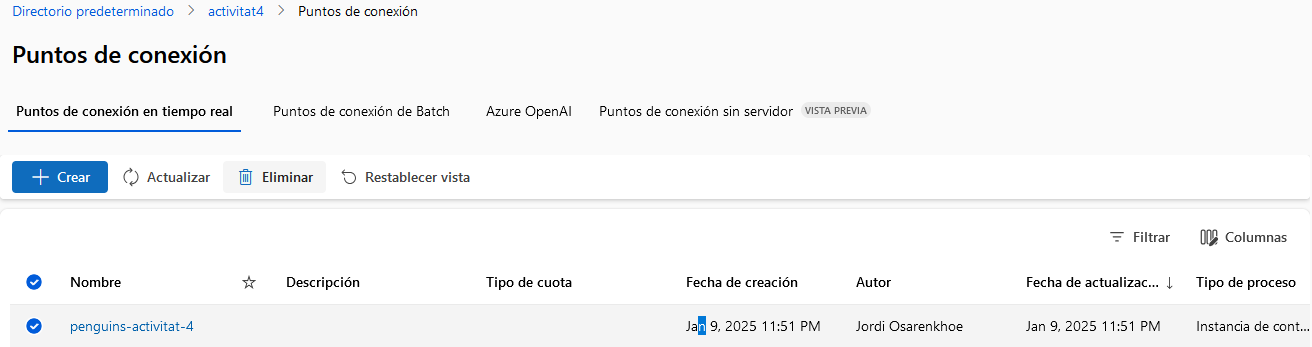 Directorio predeterminado > activitat4 > Puntos de conexión
Puntos de conexión
Puntos de conexión en tiempo real Puntos de conexión de Batch Azure OpenAI Puntos de conexión sin servidor VISTA PREVIA
Crear Actualizar Eliminar Restablecer vista
Filtrar Columnas
Nombre Descripción Tipo de cuota Fecha de creación Autor Fecha de actualizac... Tipo de proceso
penguins-activitat-4 Jan 9, 2025 11:51 PM Jordi Osarenkhoe Jan 9, 2025 11:51 PM Instancia de cont...